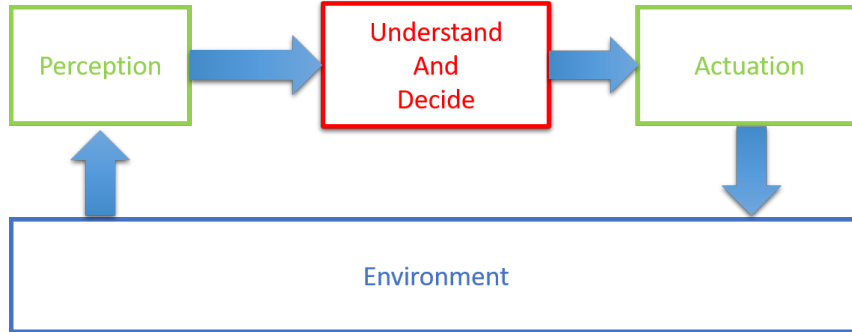 Perception
Understand
And
Decide
Actuation
Environment